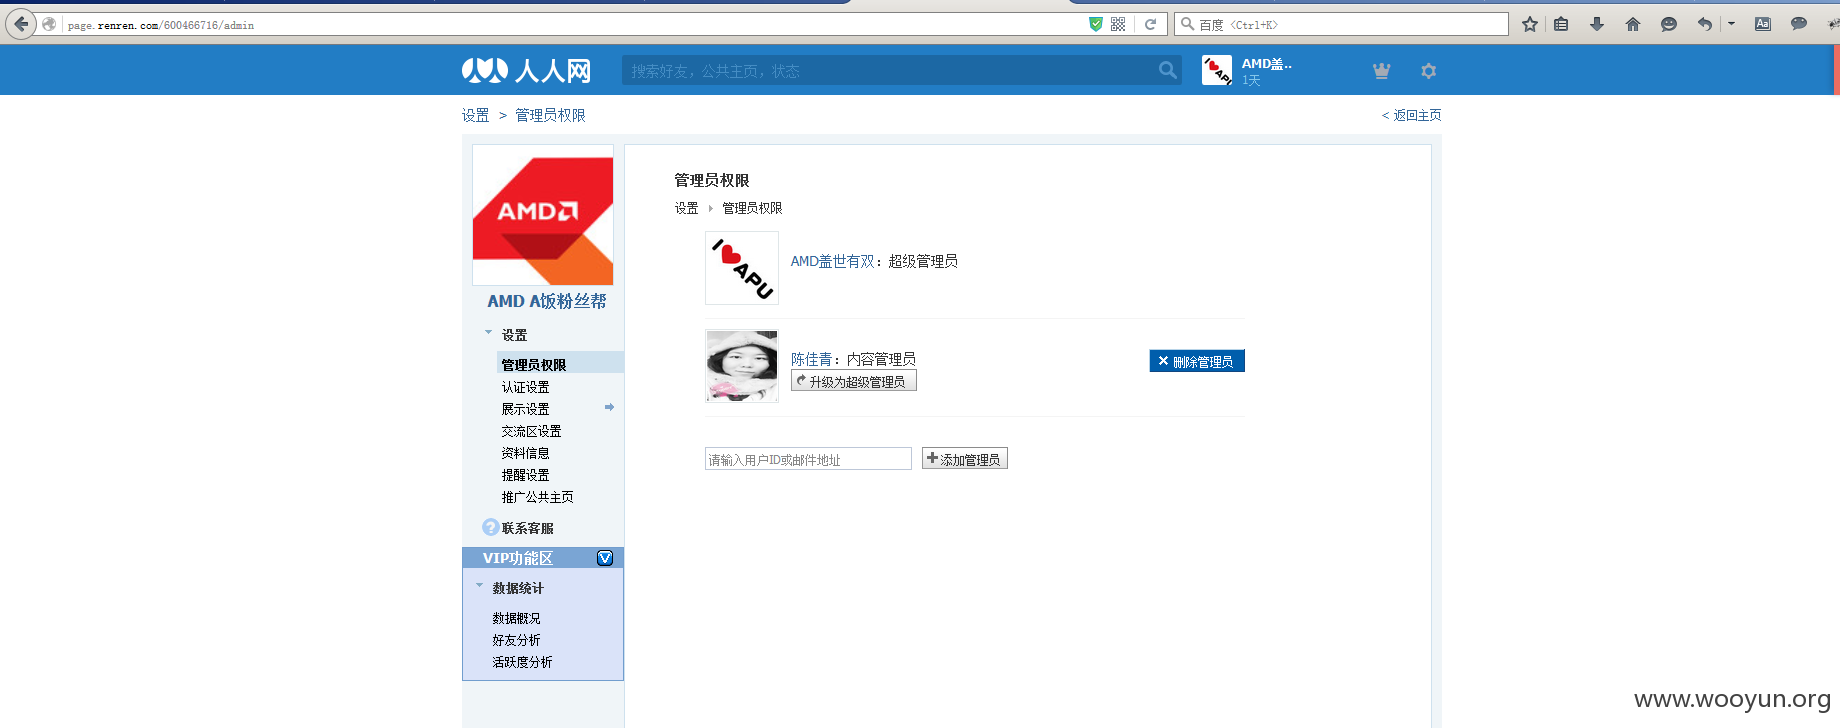 page.renren.com/600466716/admin
百度 <Ctrl+K>
Aa
人人网
搜索好友，公共主页，状态
AMD盖..
1天
设置 > 管理员权限
< 返回主页
AMD
AMD A饭粉丝帮
设置
管理员权限
认证设置
展示设置
交流区设置
资料信息
提醒设置
推广公共主页
? 联系客服
VIP功能区
V
数据统计
数据概况
好友分析
活跃度分析
管理员权限
设置 管理员权限
I APU
AMD盖世有双：超级管理员
陈佳青：内容管理员
升级为超级管理员
删除管理员
请输入用户ID或邮件地址
添加管理员
www.wooyun.org